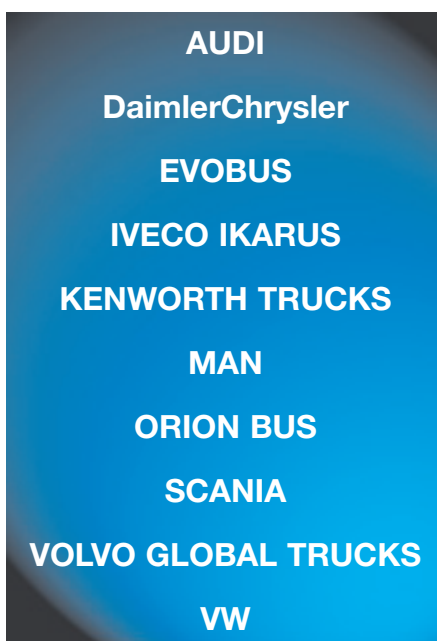 AUDI
DaimlerChrysler
EVOBUS
IVECO IKARUS
KENWORTH TRUCKS
MAN
ORION BUS
SCANIA
VOLVO GLOBAL TRUCKS
VW